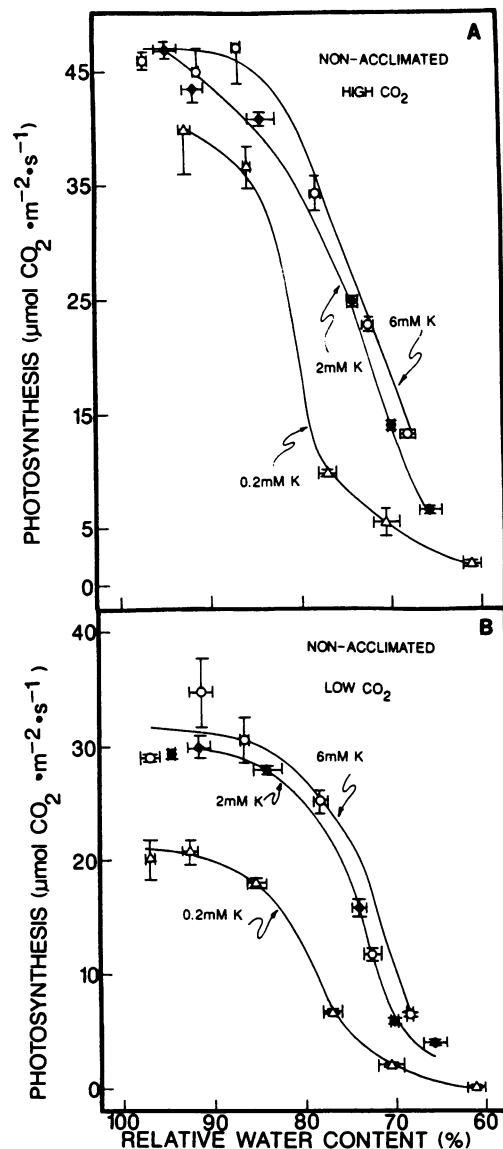 A
NON-ACCLIMATED
HIGH CO2
45
35
25
15
5
0
PHOTOSYNTHESIS (μmol CO2 •m−2•s−1)
6mM K
2mM K
0.2mM K
B
NON-ACCLIMATED
LOW CO2
40
30
20
10
0
PHOTOSYNTHESIS (μmol CO2 •m−2•s−1)
6mM K
2mM K
0.2mM K
100 90 80 70 60
RELATIVE WATER CONTENT (%)